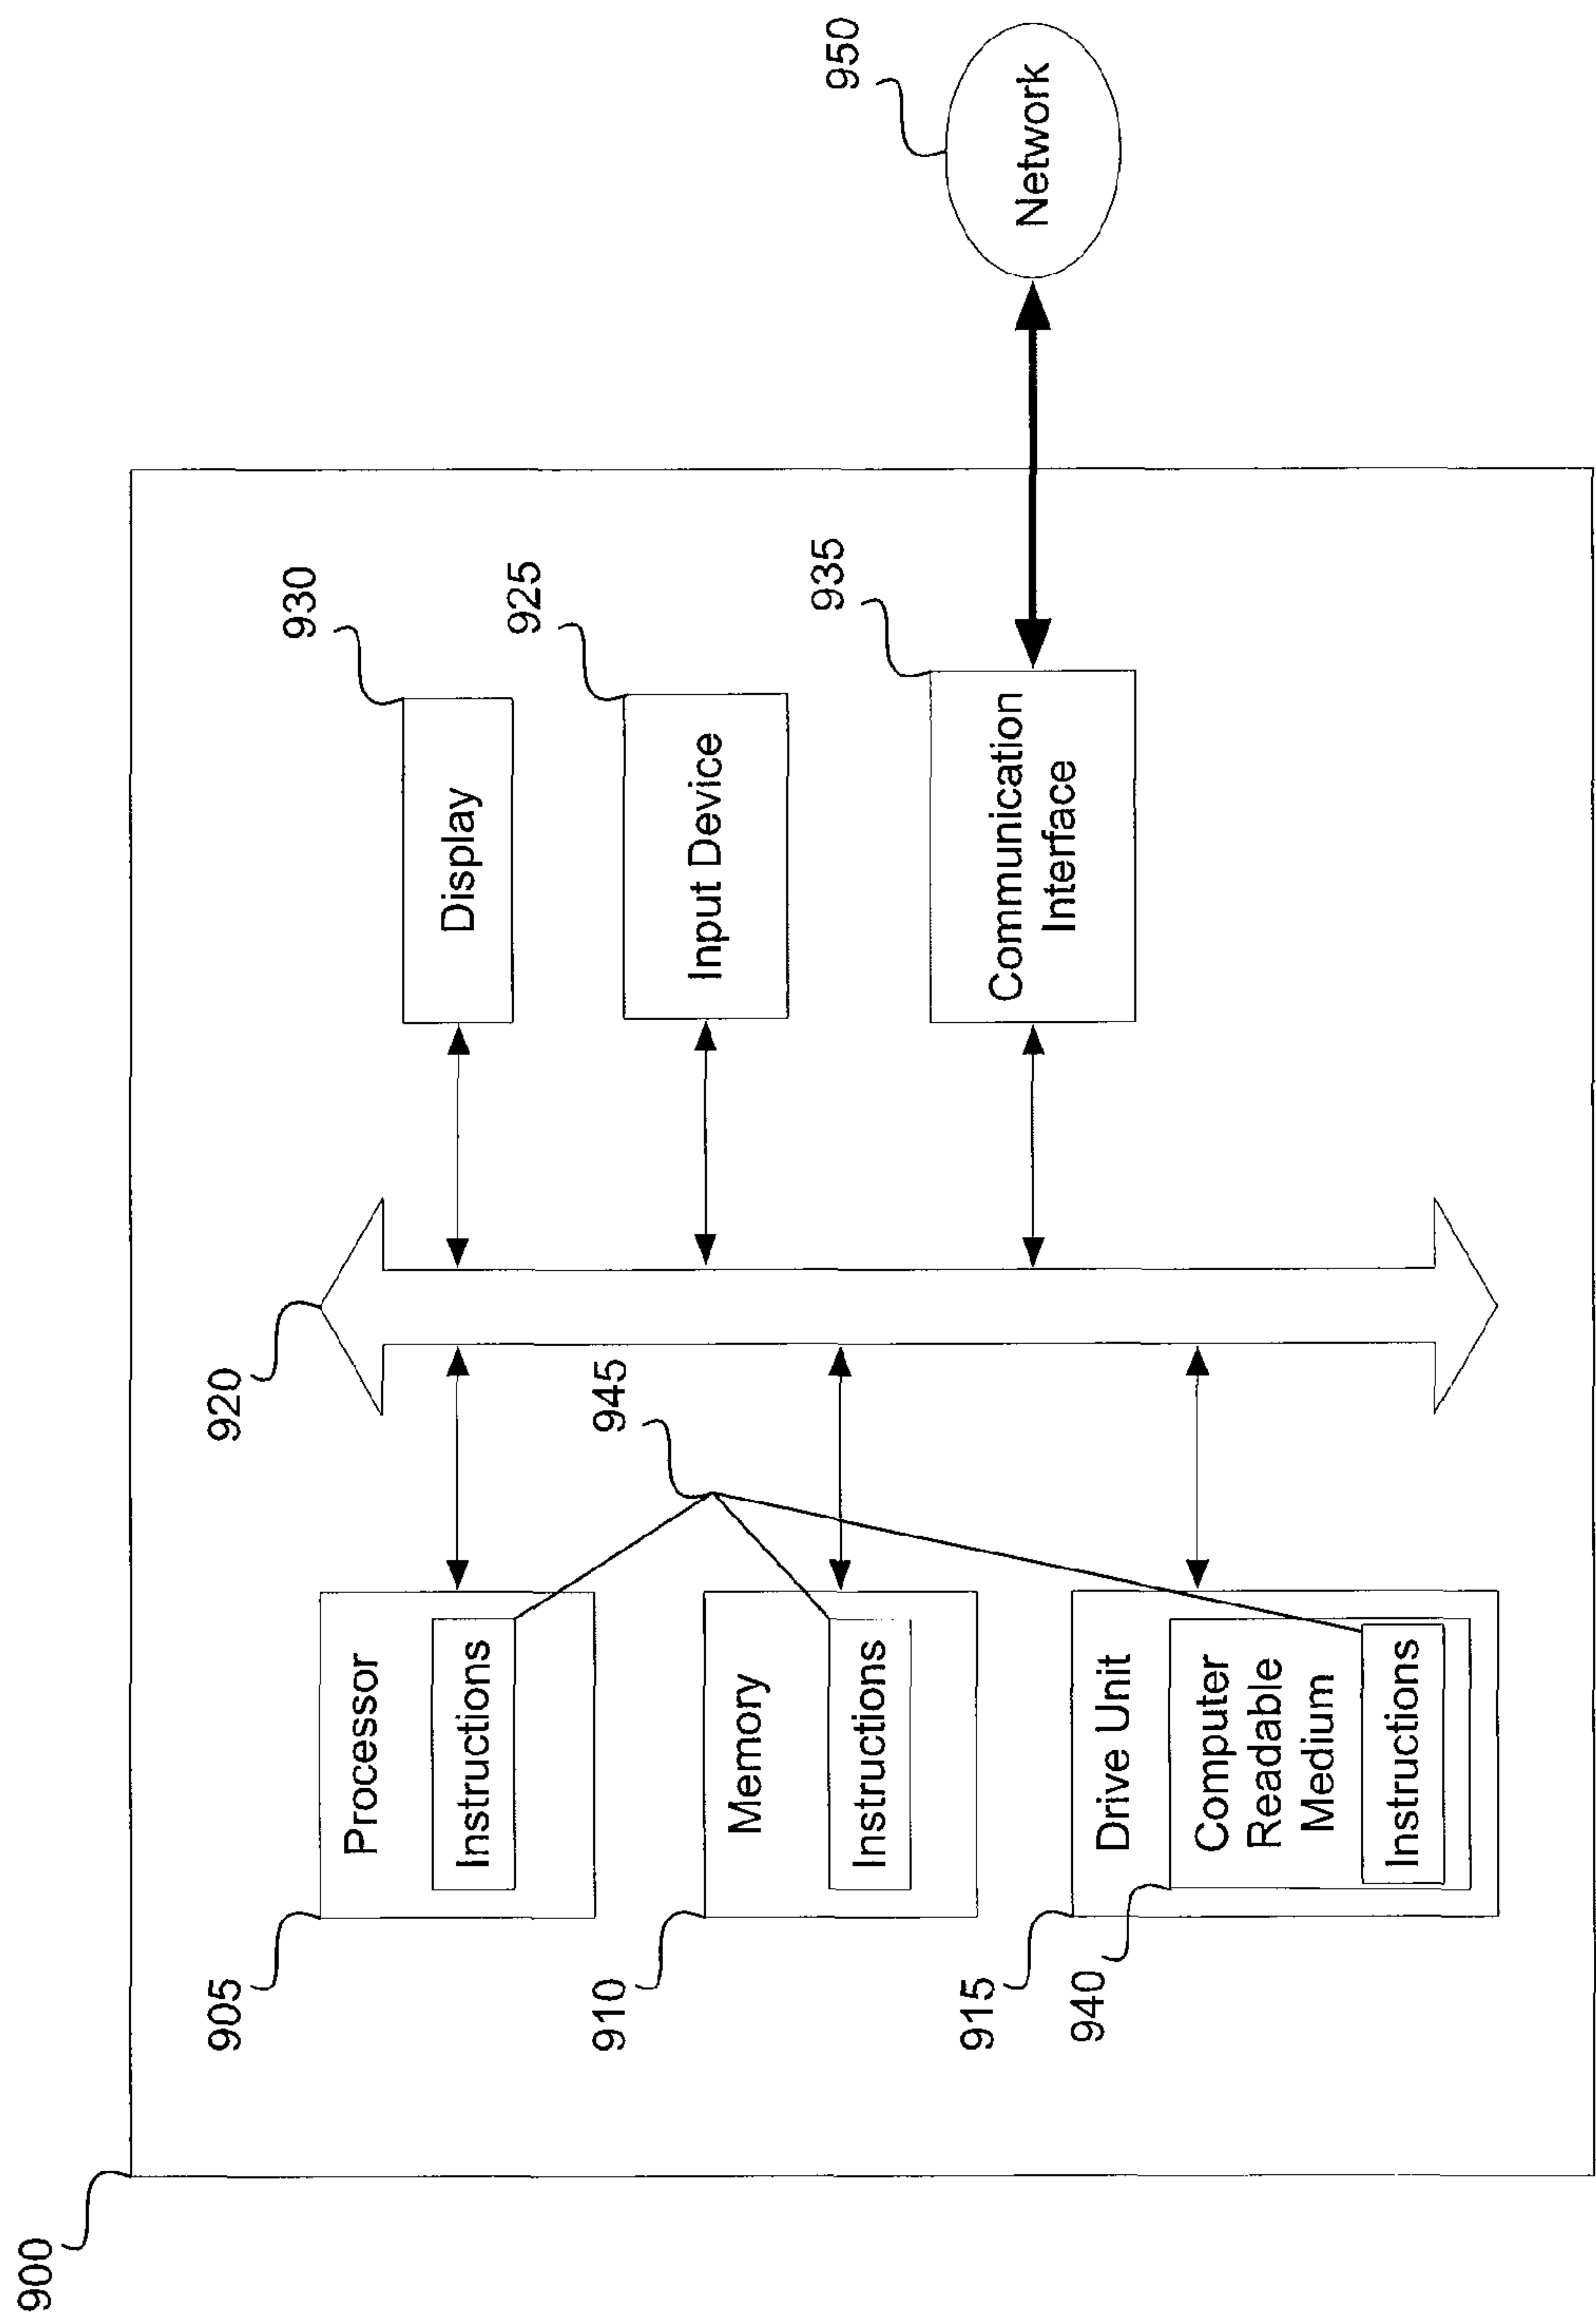 900
905
Processor
Instructions
910
Memory
Instructions
915
940
Drive Unit
Computer
Readable
Medium
Instructions
945
920
930
Display
925
Input Device
935
Communication
Interface
950
Network